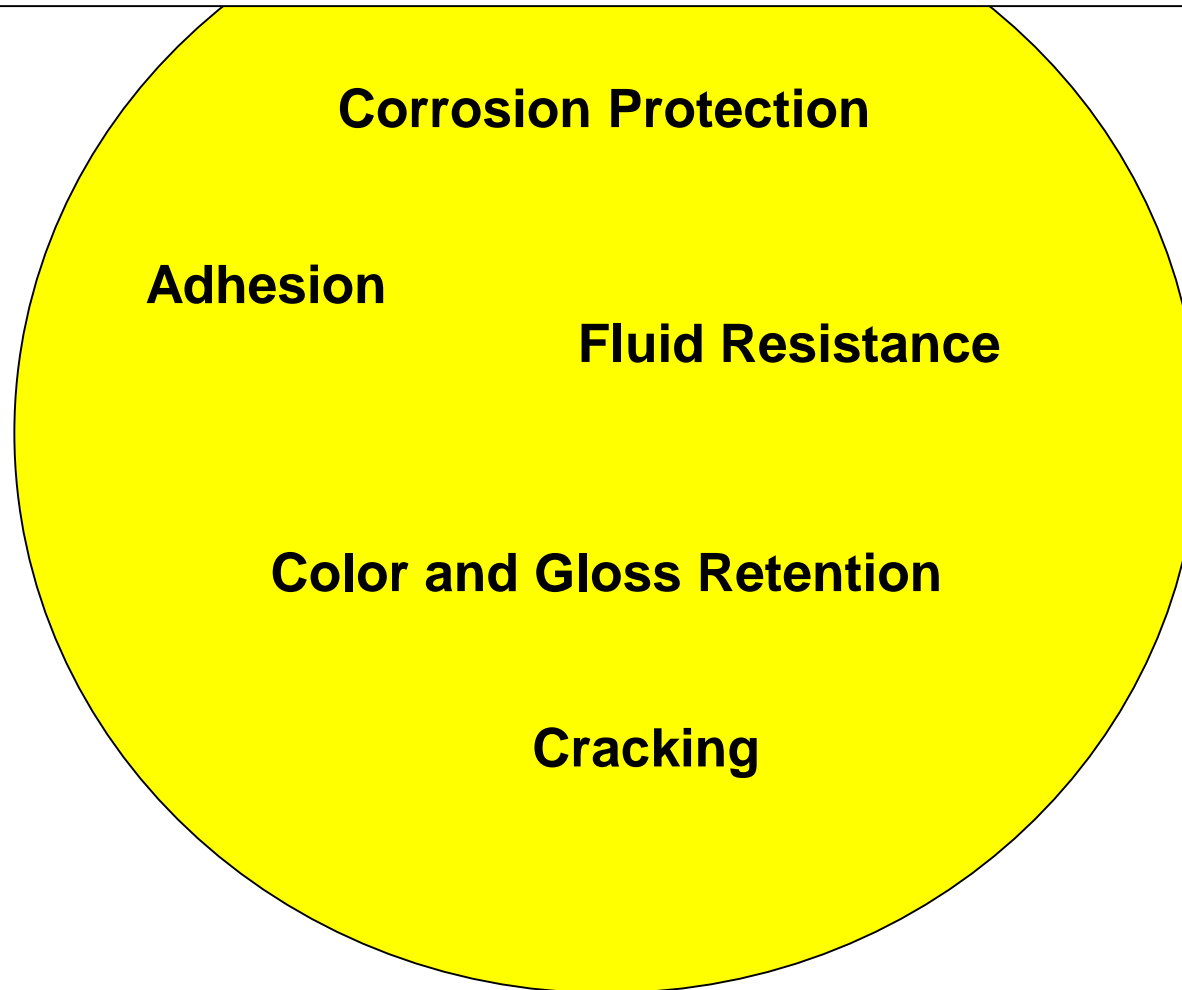 Corrosion Protection
Adhesion
Fluid Resistance
Color and Gloss Retention
Cracking